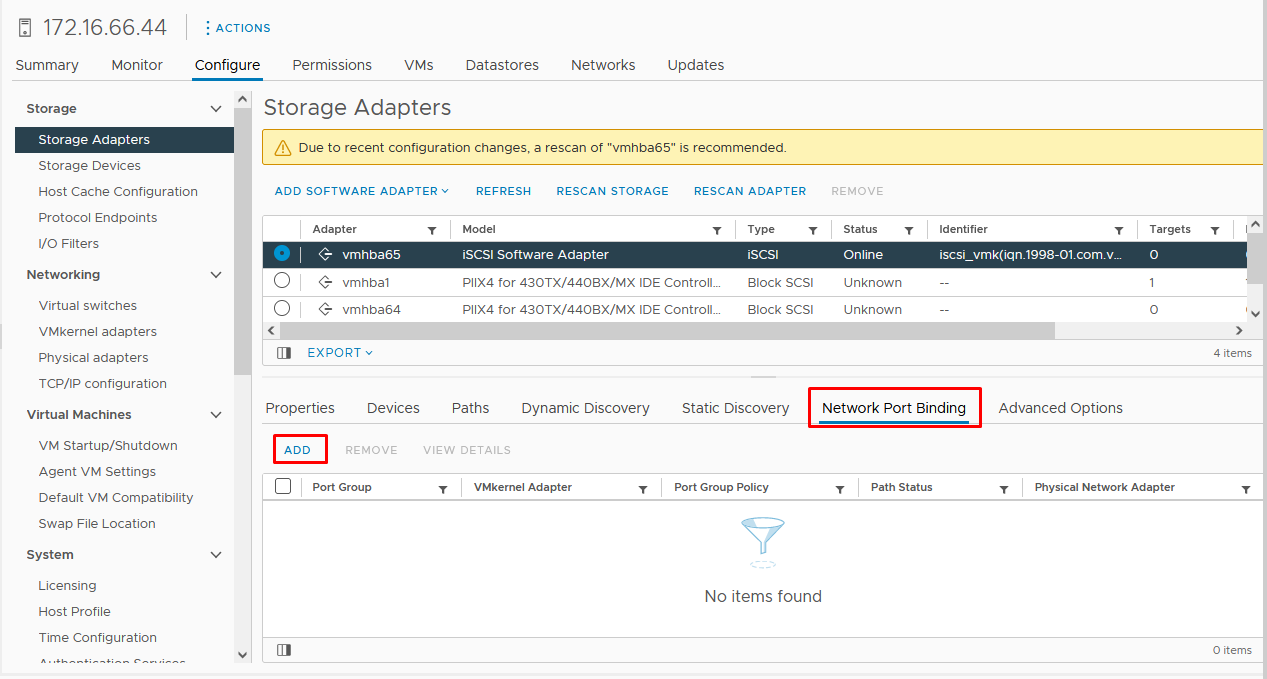 172.16.66.44 ACTIONS
Summary Monitor Configure Permissions VMs Datastores Networks Updates
Storage
Storage Adapters
Storage Devices
Host Cache Configuration
Protocol Endpoints
I/O Filters
Networking
Virtual switches
VMkernel adapters
Physical adapters
TCP/IP configuration
Virtual Machines
VM Startup/Shutdown
Agent VM Settings
Default VM Compatibility
Swap File Location
System
Licensing
Host Profile
Time Configuration
Authentication Services
Storage Adapters
Due to recent configuration changes, a rescan of "vmhba65" is recommended.
ADD SOFTWARE ADAPTER REFRESH RESCAN STORAGE RESCAN ADAPTER REMOVE
Adapter Model Type Status Identifier Targets
vmhba65 iSCSI Software Adapter iSCSI Online iscsi_vmk(iqn.1998-01.com.v... 0
vmhba1 PIIX4 for 430TX/440BX/MX IDE Controll... Block SCSI Unknown -- 1
vmhba64 PIIX4 for 430TX/440BX/MX IDE Controll... Block SCSI Unknown -- 0
EXPORT 4 items
Properties Devices Paths Dynamic Discovery Static Discovery Network Port Binding Advanced Options
ADD REMOVE VIEW DETAILS
Port Group VMkernel Adapter Port Group Policy Path Status Physical Network Adapter
No items found
0 items